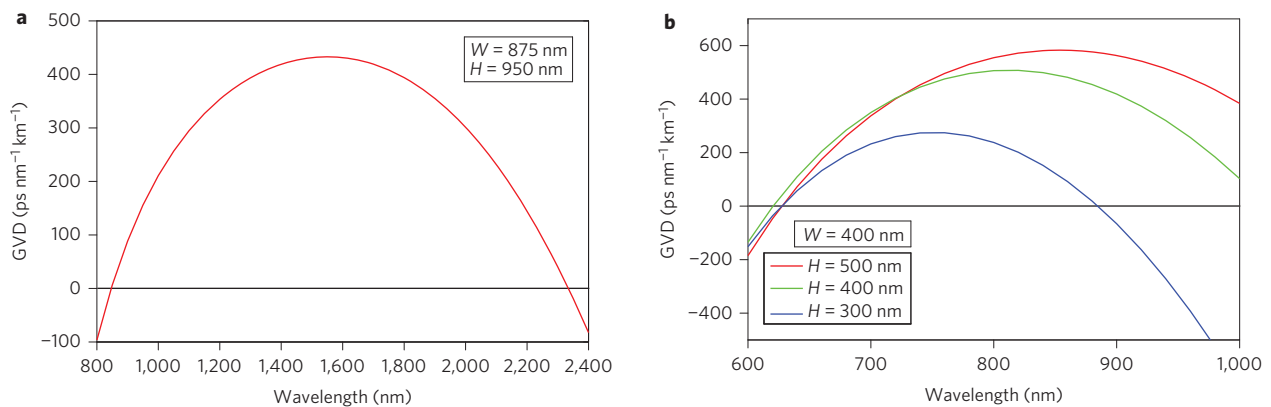 a
500
400
300
200
100
0
−100
GVD (ps nm⁻¹ km⁻¹)
W = 875 nm
H = 950 nm
800 1,000 1,200 1,400 1,600 1,800 2,000 2,200 2,400
Wavelength (nm)
b
600
400
200
0
−200
−400
GVD (ps nm⁻¹ km⁻¹)
W = 400 nm
H = 500 nm
H = 400 nm
H = 300 nm
600 700 800 900 1,000
Wavelength (nm)